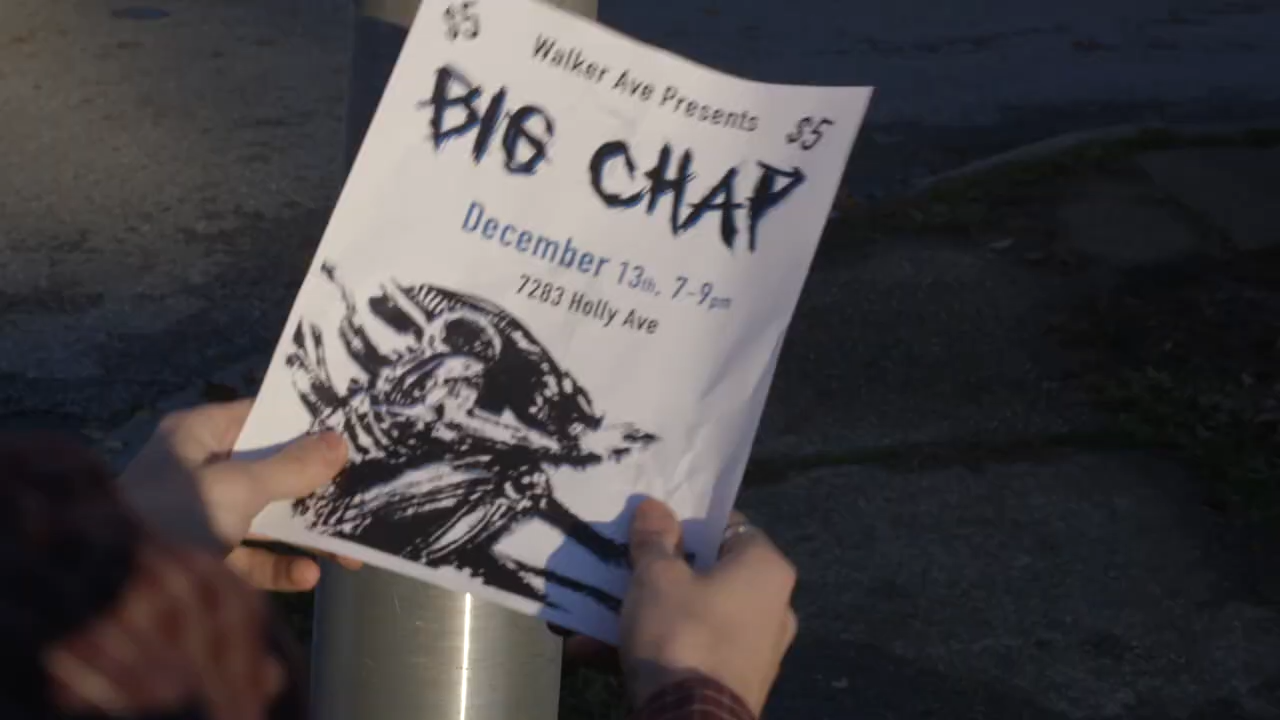 $5
Walker Ave Presents
$5
BIG CHAP
December 13th, 7-9pm
7283 Holly Ave